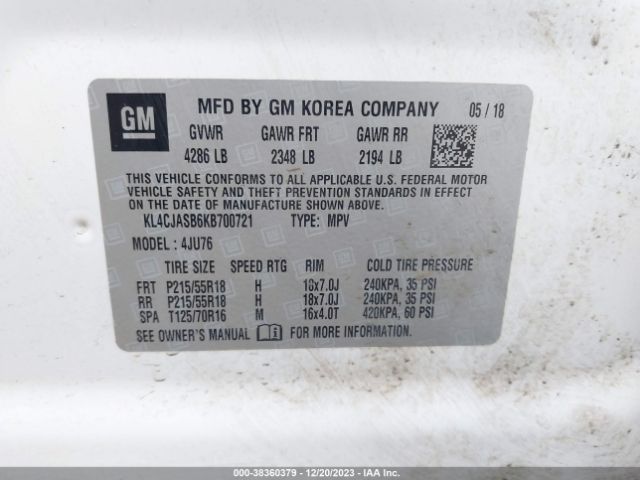 GM MFD BY GM KOREA COMPANY 05 / 18
GVWR GAWR FRT GAWR RR
4286 LB 2348 LB 2194 LB
THIS VEHICLE CONFORMS TO ALL APPLICABLE U.S. FEDERAL MOTOR
VEHICLE SAFETY AND THEFT PREVENTION STANDARDS IN EFFECT
ON THE DATE OF MANUFACTURE SHOWN ABOVE.
KL4CJASB6KB700721 TYPE: MPV
MODEL : 4JU76
TIRE SIZE SPEED RTG RIM COLD TIRE PRESSURE
FRT P215/55R18 H 18x7.0J 240KPA, 35 PSI
RR P215/55R18 H 18x7.0J 240KPA, 35 PSI
SPA T125/70R16 M 16x4.0T 420KPA, 60 PSI
SEE OWNER'S MANUAL FOR MORE INFORMATION.
000-38360379 - 12/20/2023 - IAA Inc.